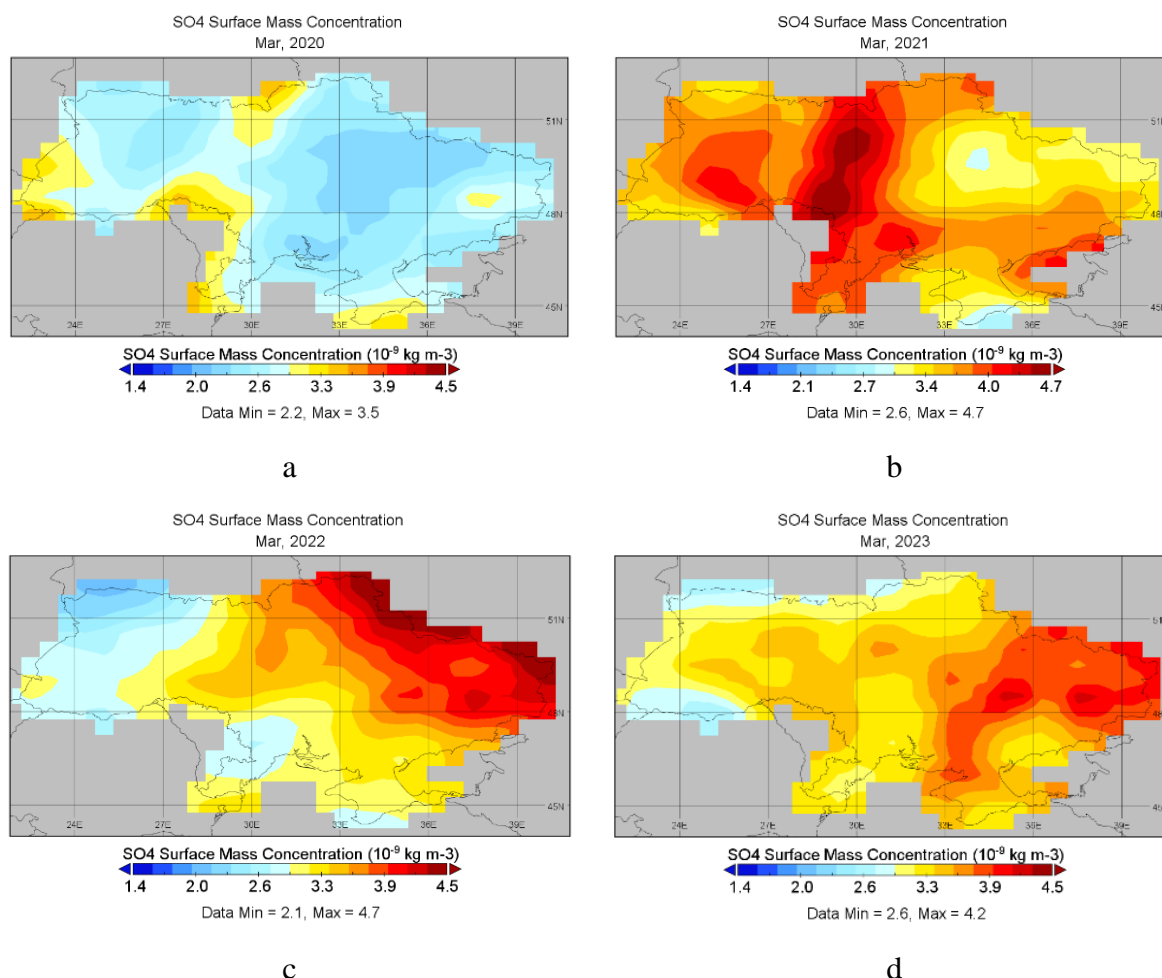 SO4 Surface Mass Concentration
Mar, 2020
51N
48N
45N
24E 27E 30E 33E 36E 39E
SO4 Surface Mass Concentration (10⁻⁹ kg m-3)
1.4 2.0 2.6 3.3 3.9 4.5
Data Min = 2.2, Max = 3.5
a
SO4 Surface Mass Concentration
Mar, 2021
51N
48N
45N
24E 27E 30E 33E 36E 39E
SO4 Surface Mass Concentration (10⁻⁹ kg m-3)
1.4 2.1 2.7 3.4 4.0 4.7
Data Min = 2.6, Max = 4.7
b
SO4 Surface Mass Concentration
Mar, 2022
51N
48N
45N
24E 27E 30E 33E 36E 39E
SO4 Surface Mass Concentration (10⁻⁹ kg m-3)
1.4 2.0 2.6 3.3 3.9 4.5
Data Min = 2.1, Max = 4.7
c
SO4 Surface Mass Concentration
Mar, 2023
51N
48N
45N
24E 27E 30E 33E 36E 39E
SO4 Surface Mass Concentration (10⁻⁹ kg m-3)
1.4 2.0 2.6 3.3 3.9 4.5
Data Min = 2.6, Max = 4.2
d